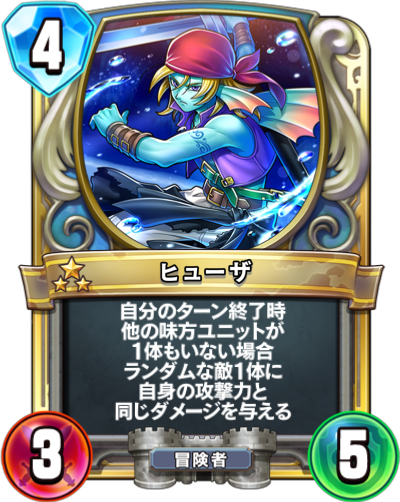 4
ヒューザ
自分のターン終了時
他の味方ユニットが
1体もいない場合
ランダムな敵1体に
自身の攻撃力と
同じダメージを与える
3
冒険者
5